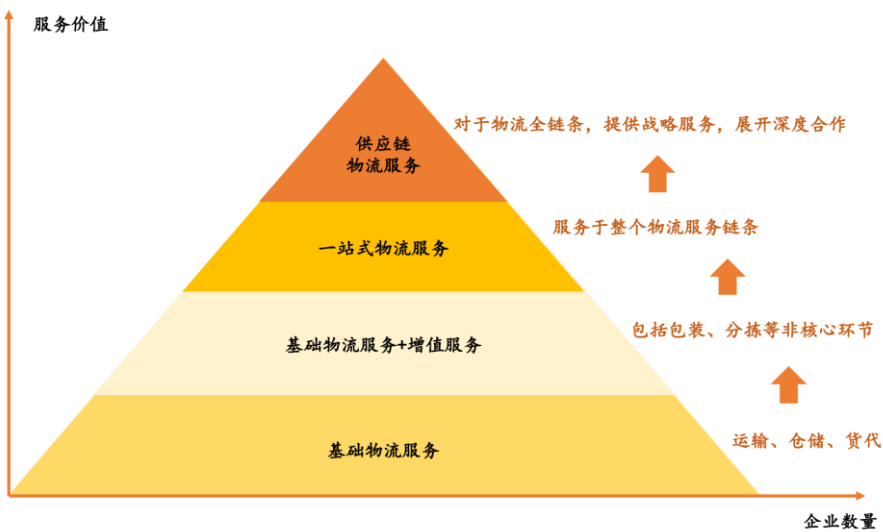 服务价值
对于物流全链条，提供战略服务，展开深度合作
供应链
物流服务
服务于整个物流服务链条
一站式物流服务
包括包装、分拣等非核心环节
基础物流服务+增值服务
运输、仓储、货代
基础物流服务
企业数量